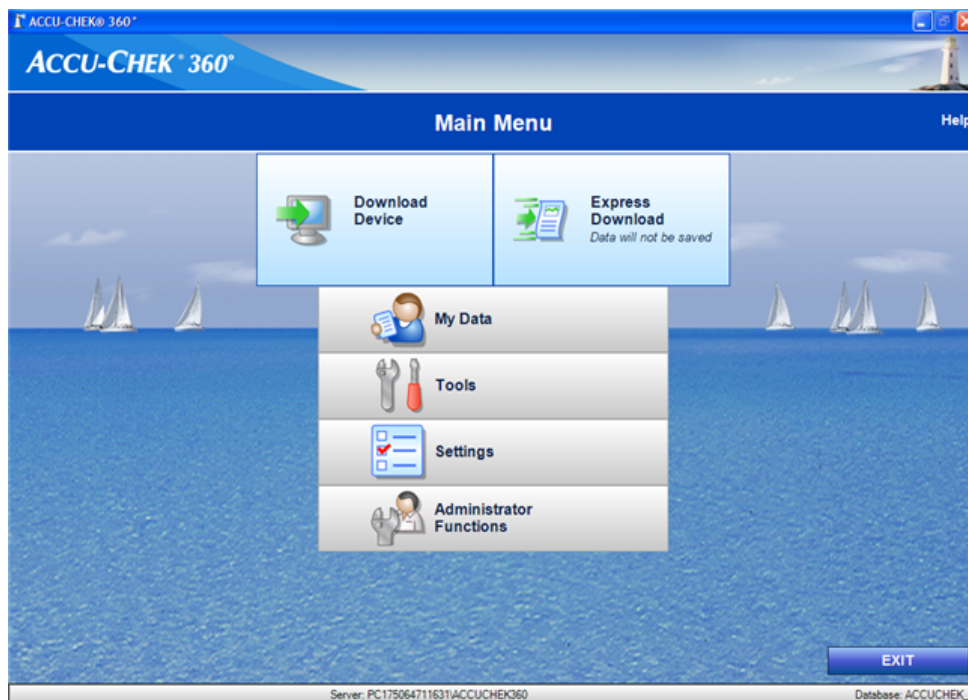 ACCU-CHEK® 360°
ACCU-CHEK® 360°
Main Menu
Help
Download
Device
Express
Download
Data will not be saved
My Data
Tools
Settings
Administrator
Functions
EXIT
Server: PC175064711631\ACCUCHEK360
Database: ACCUCHEK...